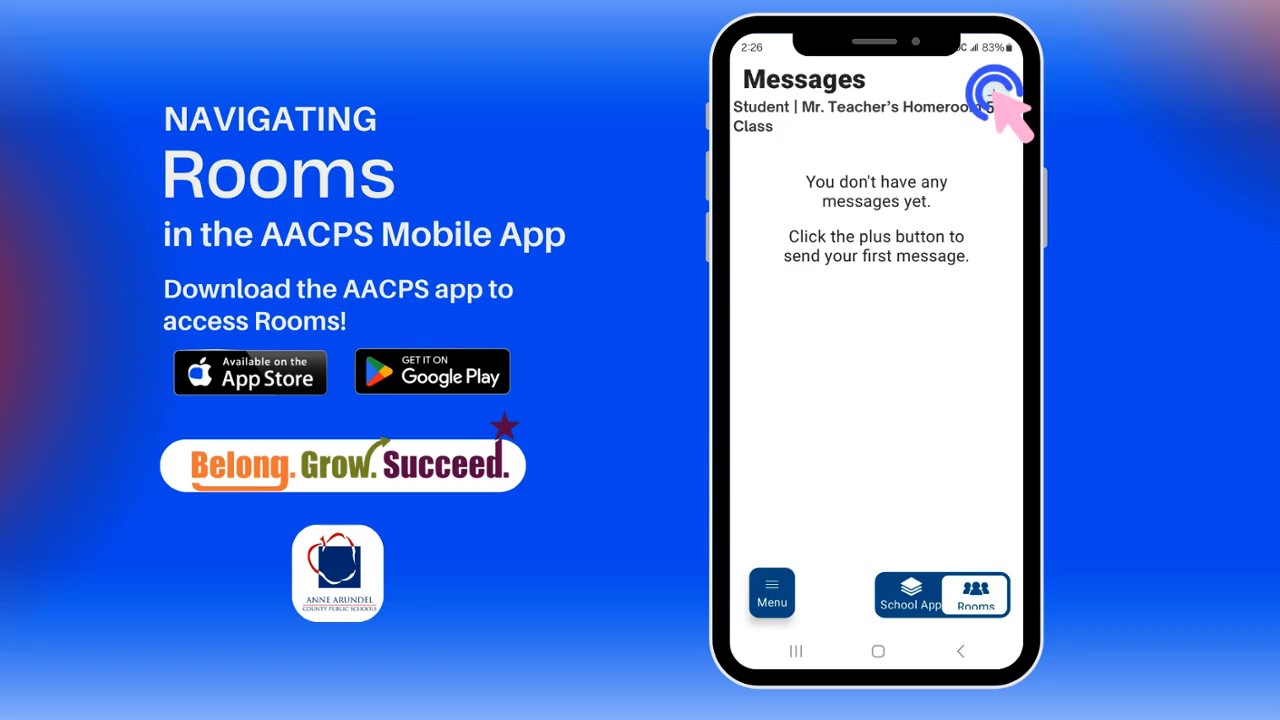 NAVIGATING
Rooms
in the AACPS Mobile App
Download the AACPS app to
access Rooms!
Available on the
App Store
GET IT ON
Google Play
Belong. Grow. Succeed.
ANNE ARUNDEL
COUNTY PUBLIC SCHOOLS
2:26
83%
Messages
Student | Mr. Teacher's Homeroom 5
Class
You don't have any
messages yet.
Click the plus button to
send your first message.
Menu
School App
Rooms